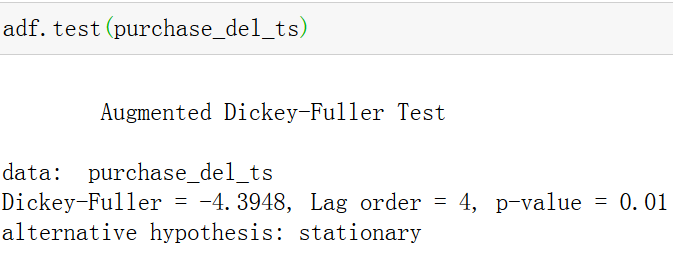 adf.test(purchase_del_ts)
Augmented Dickey-Fuller Test
data:  purchase_del_ts
Dickey-Fuller = -4.3948, Lag order = 4, p-value = 0.01
alternative hypothesis: stationary